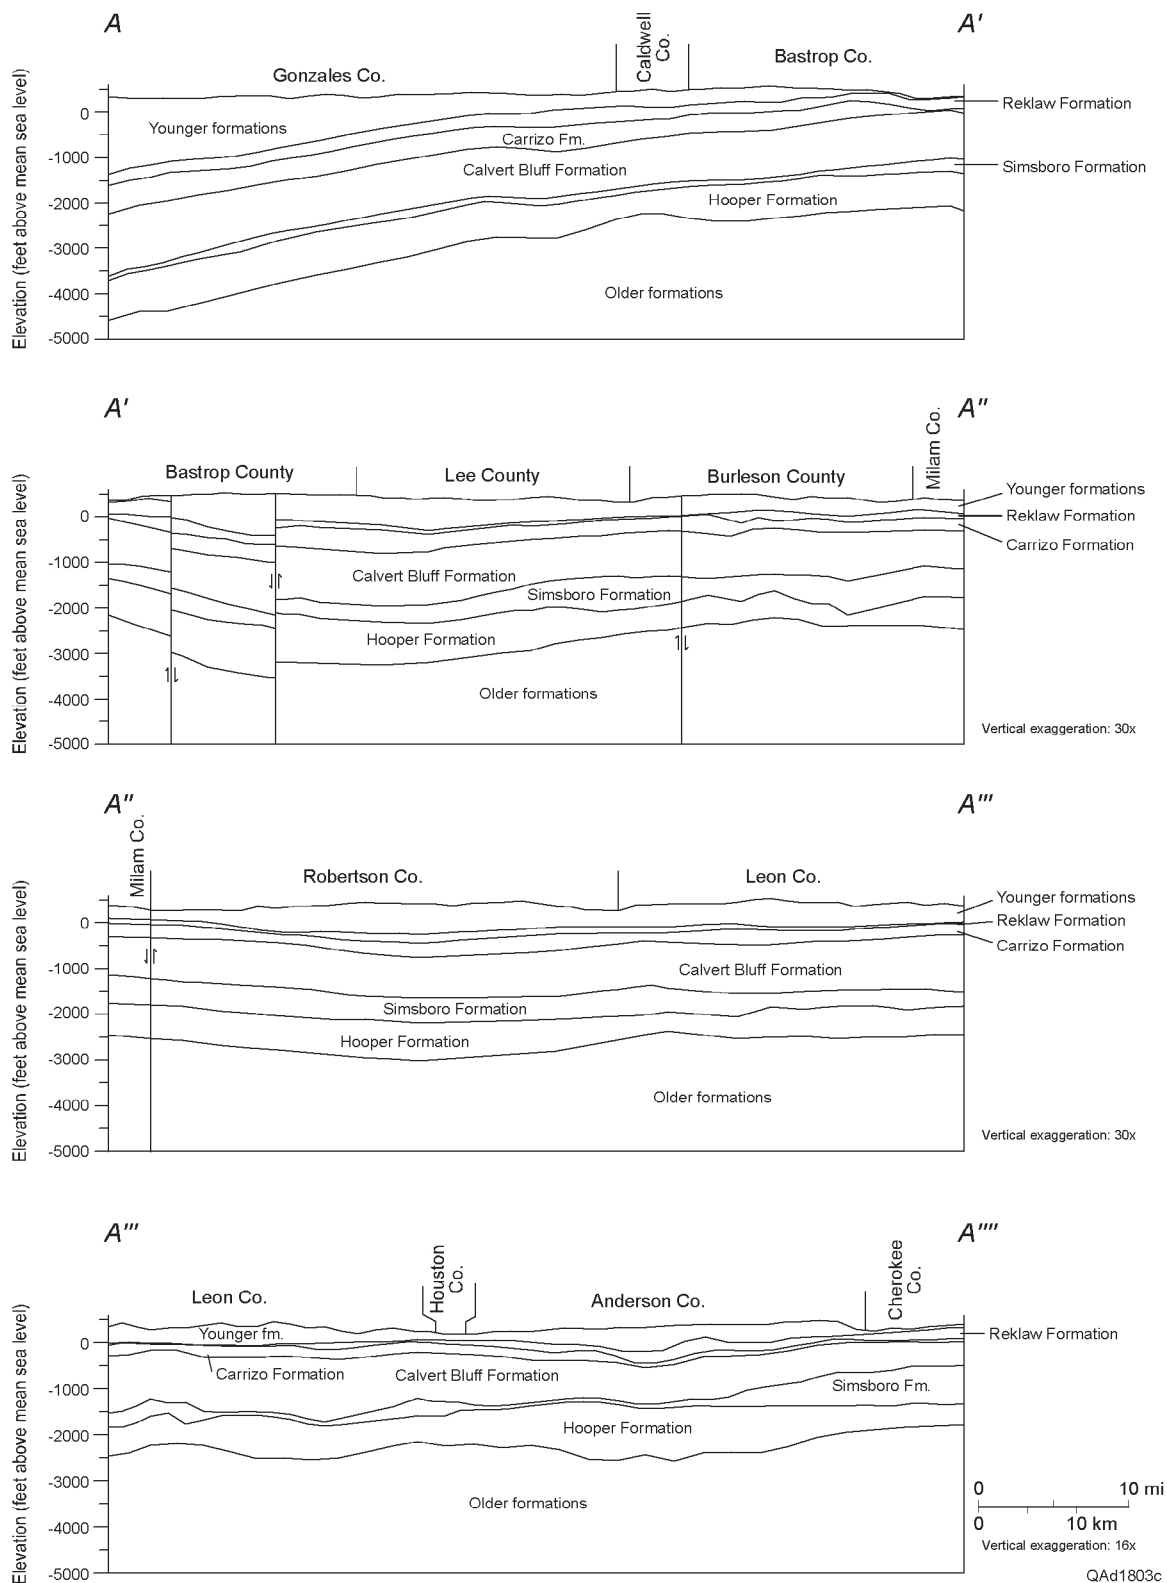 A
A'
Caldwell
Co.
Gonzales Co.
Bastrop Co.
Elevation (feet above mean sea level)
0
-1000
-2000
-3000
-4000
-5000
Younger formations
Carrizo Fm.
Calvert Bluff Formation
Hooper Formation
Older formations
Reklaw Formation
Simsboro Formation
A'
A''
Milam Co.
Bastrop County
Lee County
Burleson County
Elevation (feet above mean sea level)
0
-1000
-2000
-3000
-4000
-5000
Calvert Bluff Formation
Simsboro Formation
Hooper Formation
Older formations
Younger formations
Reklaw Formation
Carrizo Formation
Vertical exaggeration: 30x
A''
A'''
Milam Co.
Robertson Co.
Leon Co.
Elevation (feet above mean sea level)
0
-1000
-2000
-3000
-4000
-5000
Calvert Bluff Formation
Simsboro Formation
Hooper Formation
Older formations
Younger formations
Reklaw Formation
Carrizo Formation
Vertical exaggeration: 30x
A'''
A''''
Leon Co.
Houston
Co.
Anderson Co.
Cherokee
Co.
Elevation (feet above mean sea level)
0
-1000
-2000
-3000
-4000
-5000
Younger fm.
Carrizo Formation
Calvert Bluff Formation
Simsboro Fm.
Hooper Formation
Older formations
Reklaw Formation
0 10 mi
0 10 km
Vertical exaggeration: 16x
QAd1803c